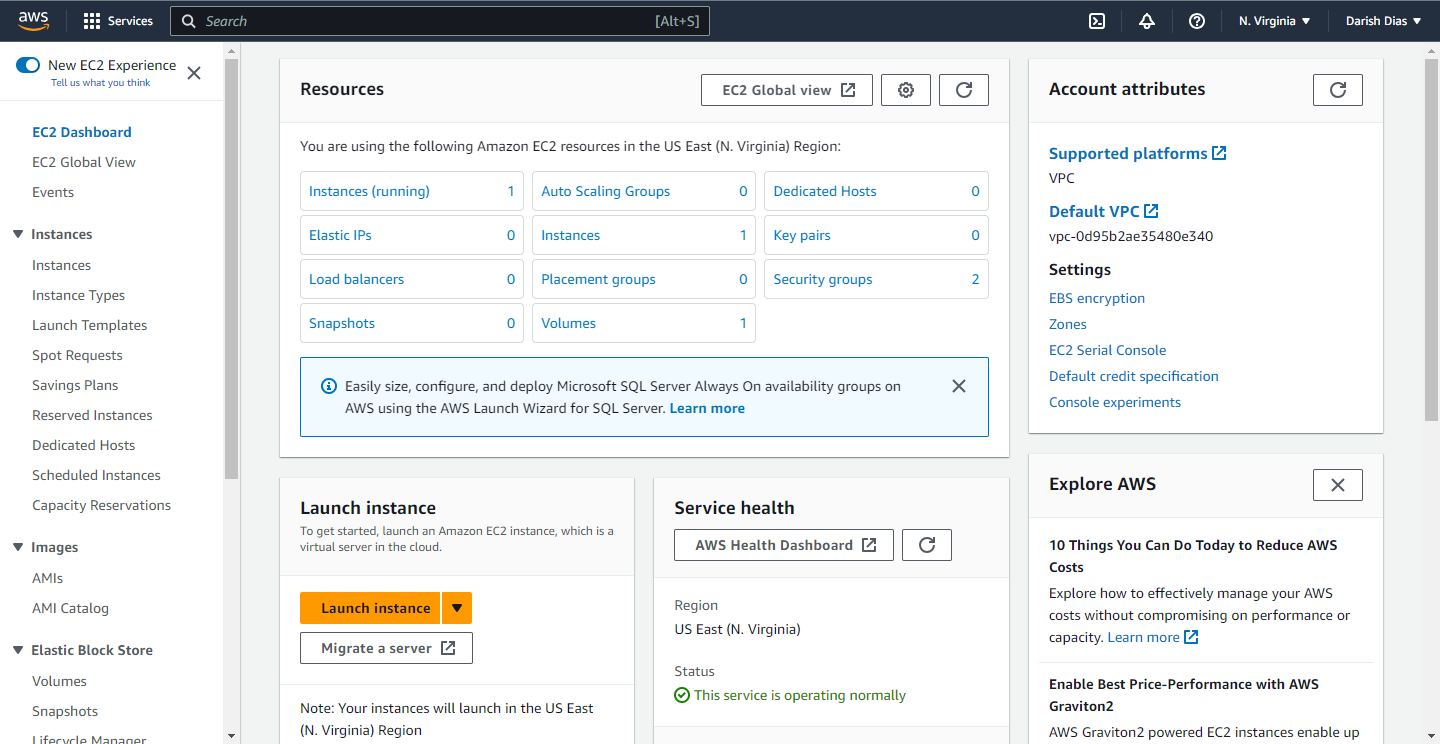 aws
Services
Search
[Alt+S]
N. Virginia
Darish Dias
New EC2 Experience
Tell us what you think
EC2 Dashboard
EC2 Global View
Events
Instances
Instances
Instance Types
Launch Templates
Spot Requests
Savings Plans
Reserved Instances
Dedicated Hosts
Scheduled Instances
Capacity Reservations
Images
AMIs
AMI Catalog
Elastic Block Store
Volumes
Snapshots
Lifecycle Manager
Resources
EC2 Global view
You are using the following Amazon EC2 resources in the US East (N. Virginia) Region:
Instances (running) 1
Auto Scaling Groups 0
Dedicated Hosts 0
Elastic IPs 0
Instances 1
Key pairs 0
Load balancers 0
Placement groups 0
Security groups 2
Snapshots 0
Volumes 1
Easily size, configure, and deploy Microsoft SQL Server Always On availability groups on
AWS using the AWS Launch Wizard for SQL Server. Learn more
Launch instance
To get started, launch an Amazon EC2 instance, which is a
virtual server in the cloud.
Launch instance
Migrate a server
Note: Your instances will launch in the US East
(N. Virginia) Region
Service health
AWS Health Dashboard
Region
US East (N. Virginia)
Status
This service is operating normally
Account attributes
Supported platforms
VPC
Default VPC
vpc-0d95b2ae35480e340
Settings
EBS encryption
Zones
EC2 Serial Console
Default credit specification
Console experiments
Explore AWS
10 Things You Can Do Today to Reduce AWS
Costs
Explore how to effectively manage your AWS
costs without compromising on performance or
capacity. Learn more
Enable Best Price-Performance with AWS
Graviton2
AWS Graviton2 powered EC2 instances enable up